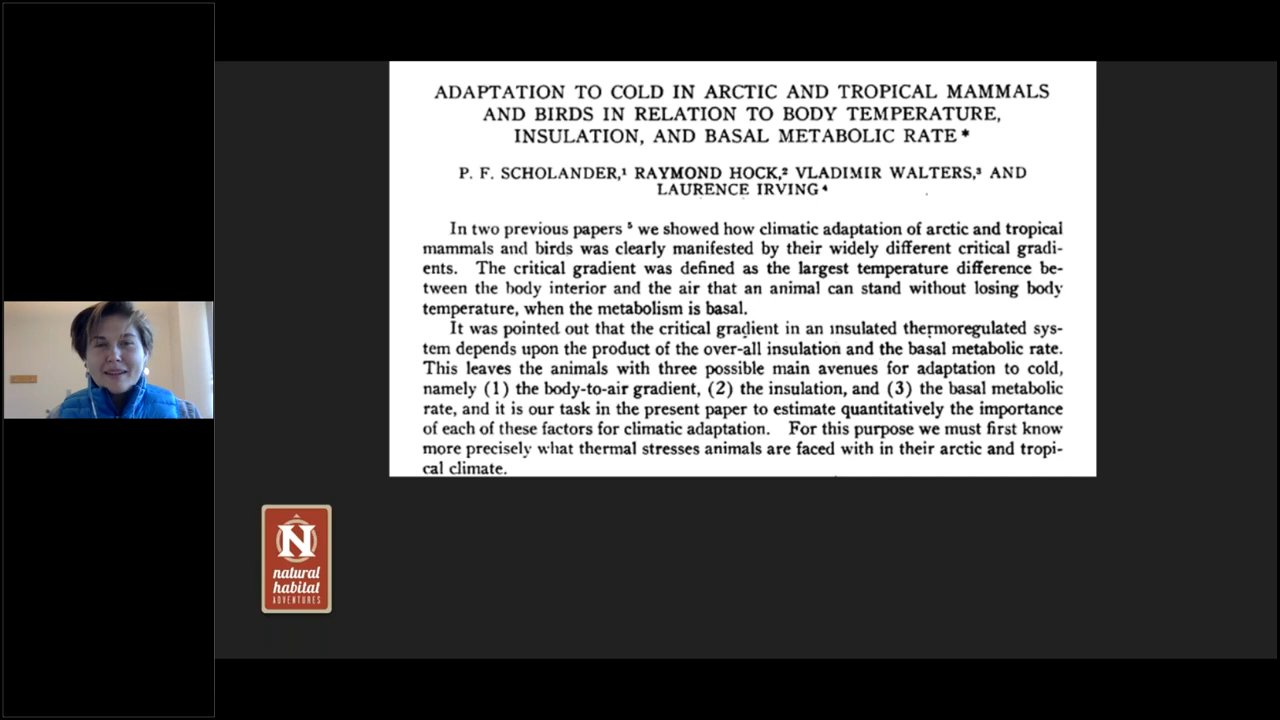 ADAPTATION TO COLD IN ARCTIC AND TROPICAL MAMMALS
AND BIRDS IN RELATION TO BODY TEMPERATURE,
INSULATION, AND BASAL METABOLIC RATE *
P. F. SCHOLANDER,¹ RAYMOND HOCK,² VLADIMIR WALTERS,³ AND
LAURENCE IRVING ⁴
In two previous papers ⁵ we showed how climatic adaptation of arctic and tropical
mammals and birds was clearly manifested by their widely different critical gradi-
ents. The critical gradient was defined as the largest temperature difference be-
tween the body interior and the air that an animal can stand without losing body
temperature, when the metabolism is basal.
It was pointed out that the critical gradient in an insulated thermoregulated sys-
tem depends upon the product of the over-all insulation and the basal metabolic rate.
This leaves the animals with three possible main avenues for adaptation to cold,
namely (1) the body-to-air gradient, (2) the insulation, and (3) the basal metabolic
rate, and it is our task in the present paper to estimate quantitatively the importance
of each of these factors for climatic adaptation. For this purpose we must first know
more precisely what thermal stresses animals are faced with in their arctic and tropi-
cal climate.
N
natural
habitat
ADVENTURES